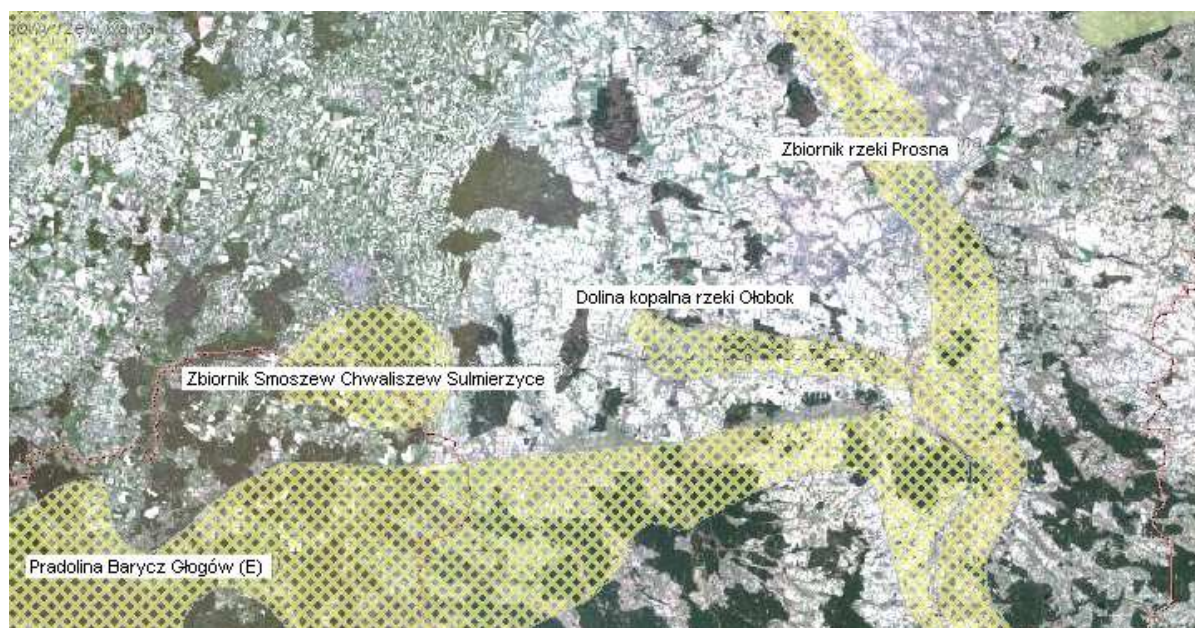 Zbiornik rzeki Prosna
Dolina kopalna rzeki Ołobok
Zbiornik Smoszew Chwaliszew Sulmierzyce
Pradolina Barycz Głogów (E)